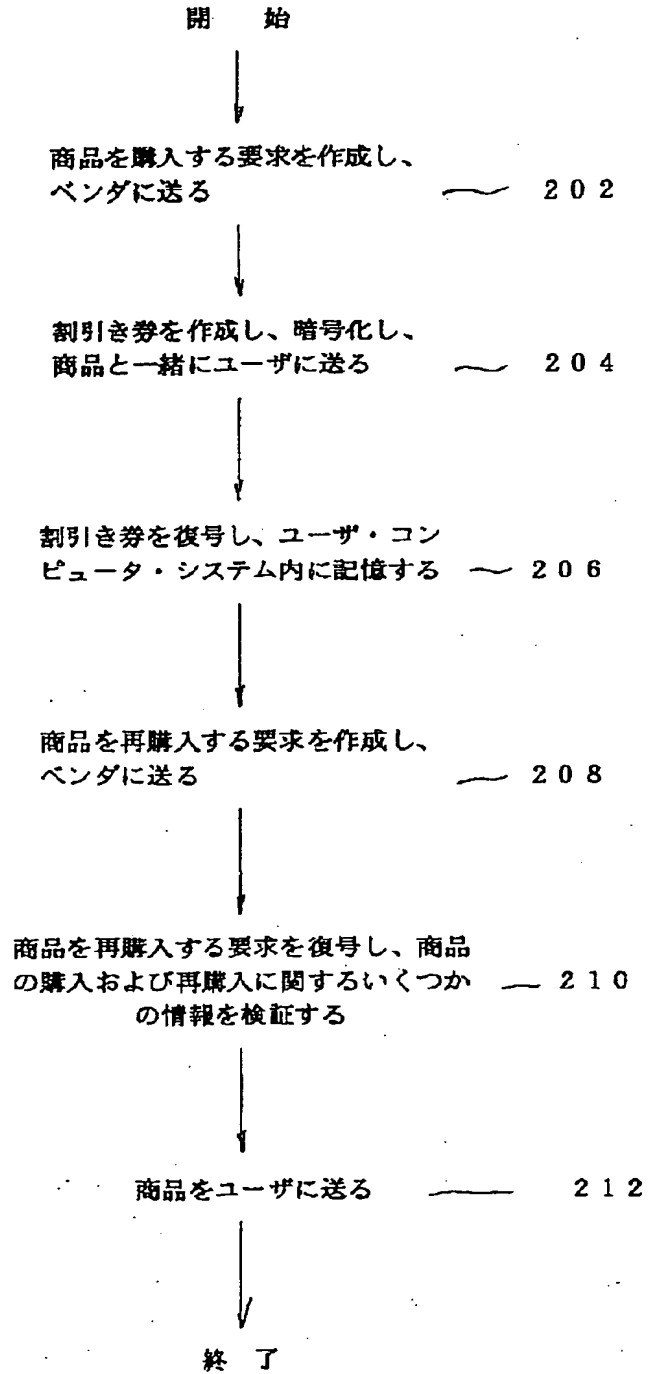 開 始
商品を購入する要求を作成し、
ベンダに送る 202
割引き券を作成し、暗号化し、
商品と一緒にユーザに送る 204
割引き券を復号し、ユーザ・コン
ピュータ・システム内に記憶する 206
商品を再購入する要求を作成し、
ベンダに送る 208
商品を再購入する要求を復号し、商品
の購入および再購入に関するいくつか 210
の情報を検証する
商品をユーザに送る 212
終 了